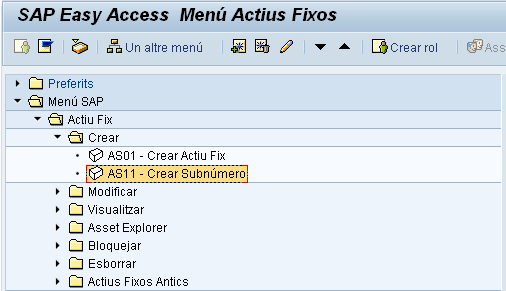 SAP Easy Access Menú Actius Fixos
Un altre menú Crear rol Ass
Preferits
Menú SAP
Actiu Fix
Crear
AS01 - Crear Actiu Fix
AS11 - Crear Subnúmero
Modificar
Visualitzar
Asset Explorer
Bloquejar
Esborrar
Actius Fixos Antics